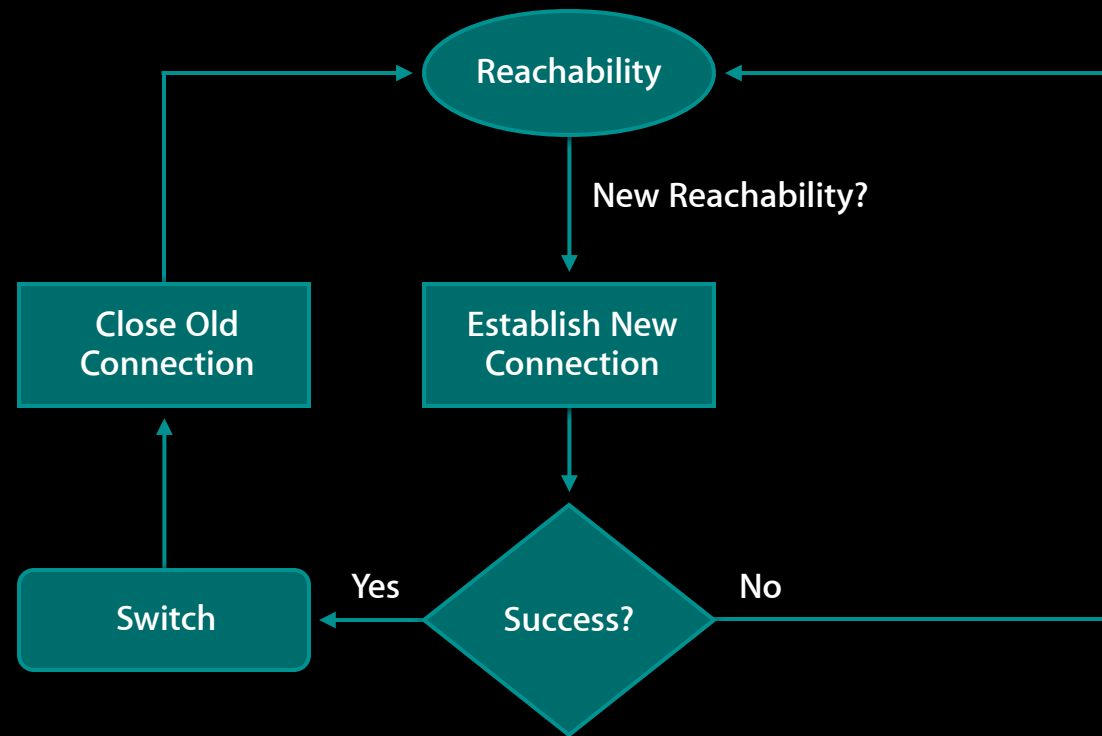 Reachability
New Reachability?
Close Old
Connection
Establish New
Connection
Yes
No
Switch
Success?